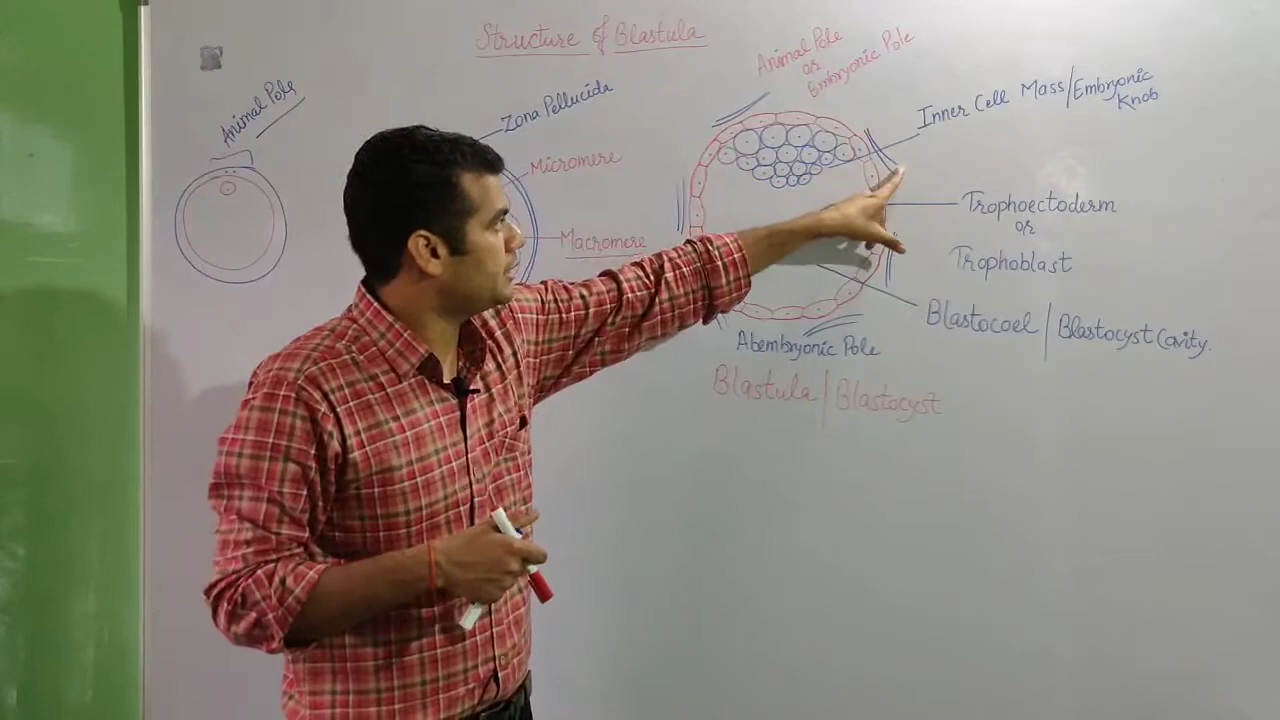 Structure of Blastula
Animal Pole
Zona Pellucida
Micromere
Macromere
Animal Pole
or
Embryonic Pole
Inner Cell Mass/Embryonic
Knob
Trophoectoderm
or
Trophoblast
Blastocoel | Blastocyst Cavity.
Abembryonic Pole
Blastula | Blastocyst